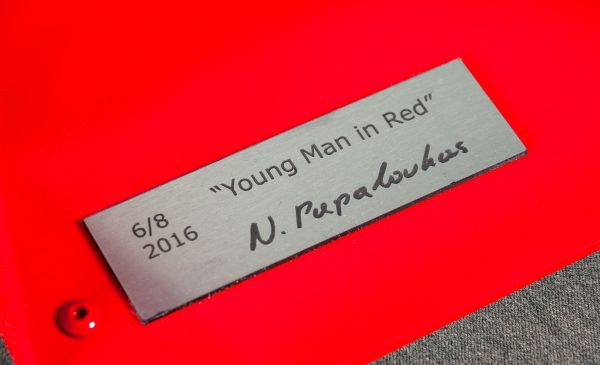 "Young Man in Red"
6/8
2016
N. Papaloukas